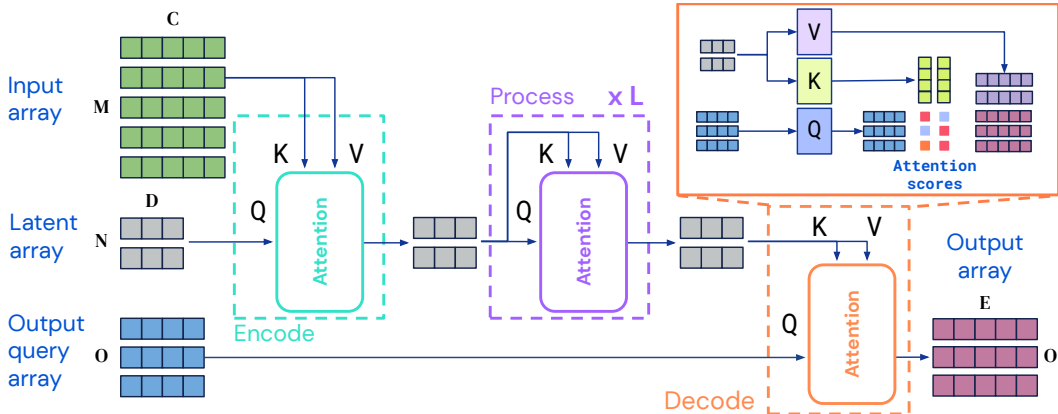 C
Input
array
M
Process
x L
K
V
D
Latent
array
N
Q
Attention
Encode
K
V
Q
Attention
V
K
Q
Attention
scores
K
V
Output
array
E
O
Q
Attention
Decode
Output
query
array
O